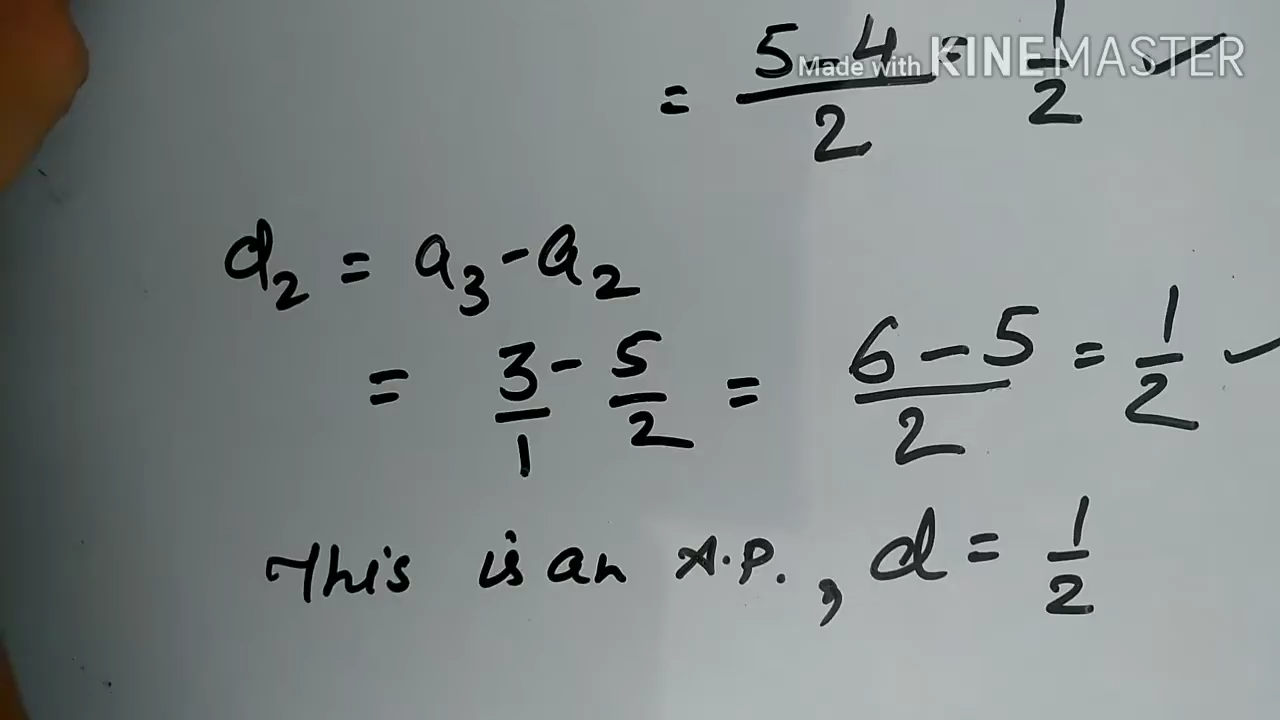 = 5-4/2 = 1/2 ✓
Made with KINEMASTER
d₂ = a₃ - a₂
= 3/1 - 5/2 = 6-5/2 = 1/2 ✓
This is an A.P., d = 1/2